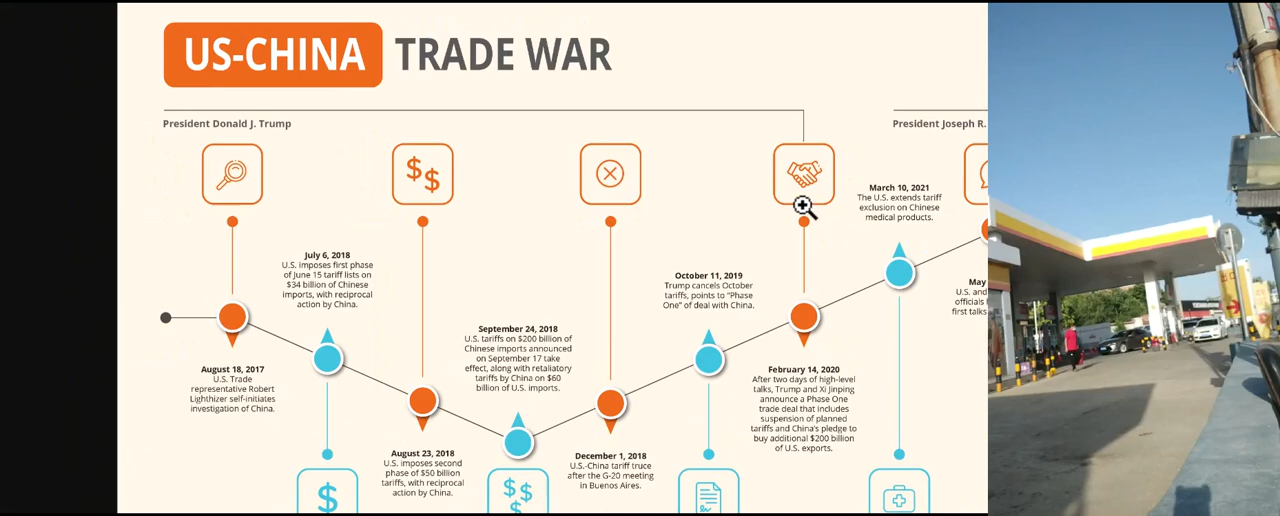 US-CHINA TRADE WAR
President Donald J. Trump
President Joseph R.
$$
March 10, 2021
The U.S. extends tariff
exclusion on Chinese
medical products.
July 6, 2018
U.S. imposes first phase
of June 15 tariff lists on
$34 billion of Chinese
imports, with reciprocal
action by China.
October 11, 2019
Trump cancels October
tariffs, points to “Phase
One” of deal with China.
May
U.S. and
officials
first talks
September 24, 2018
U.S. tariffs on $200 billion of
Chinese imports announced
on September 17 take
effect, along with retaliatory
tariffs by China on $60
billion of U.S. imports.
August 18, 2017
U.S. Trade
representative Robert
Lighthizer self-initiates
investigation of China.
February 14, 2020
After two days of high-level
talks, Trump and Xi Jinping
announce a Phase One
trade deal that includes
suspension of planned
tariffs and China’s pledge to
buy additional $200 billion
of U.S. exports.
August 23, 2018
U.S. imposes second
phase of $50 billion
tariffs, with reciprocal
action by China.
December 1, 2018
U.S.-China tariff truce
after the G-20 meeting
in Buenos Aires.
$
$$
$